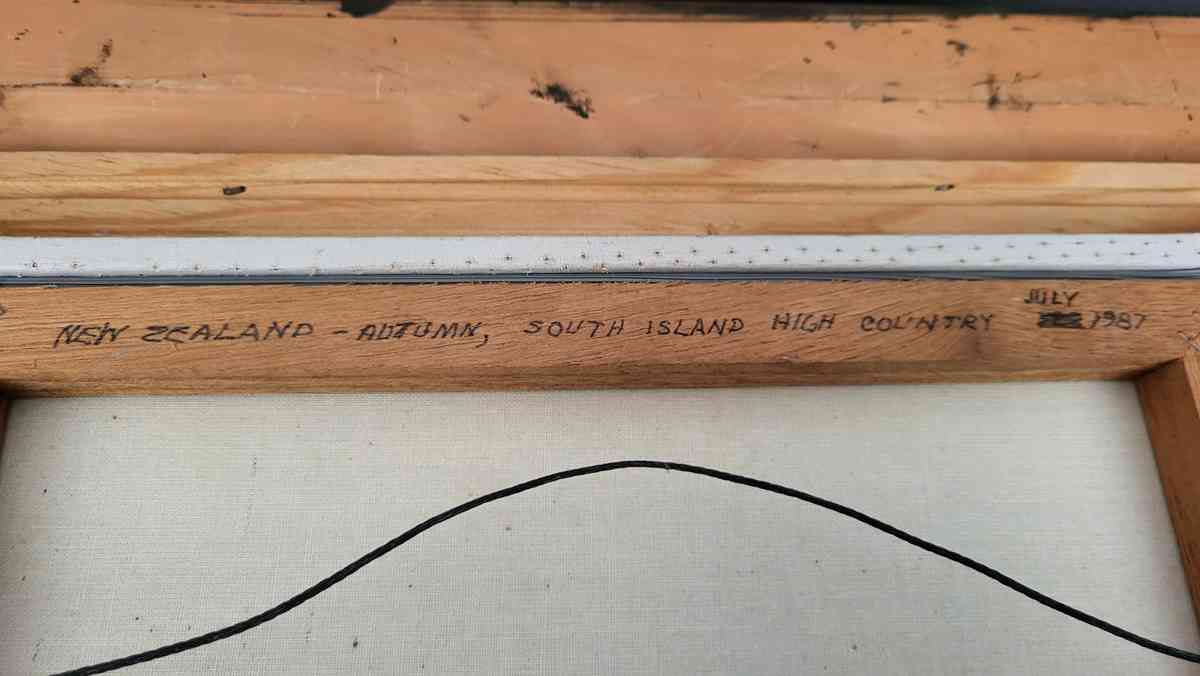 NEW ZEALAND - AUTUMN, SOUTH ISLAND HIGH COUNTRY JULY 1987